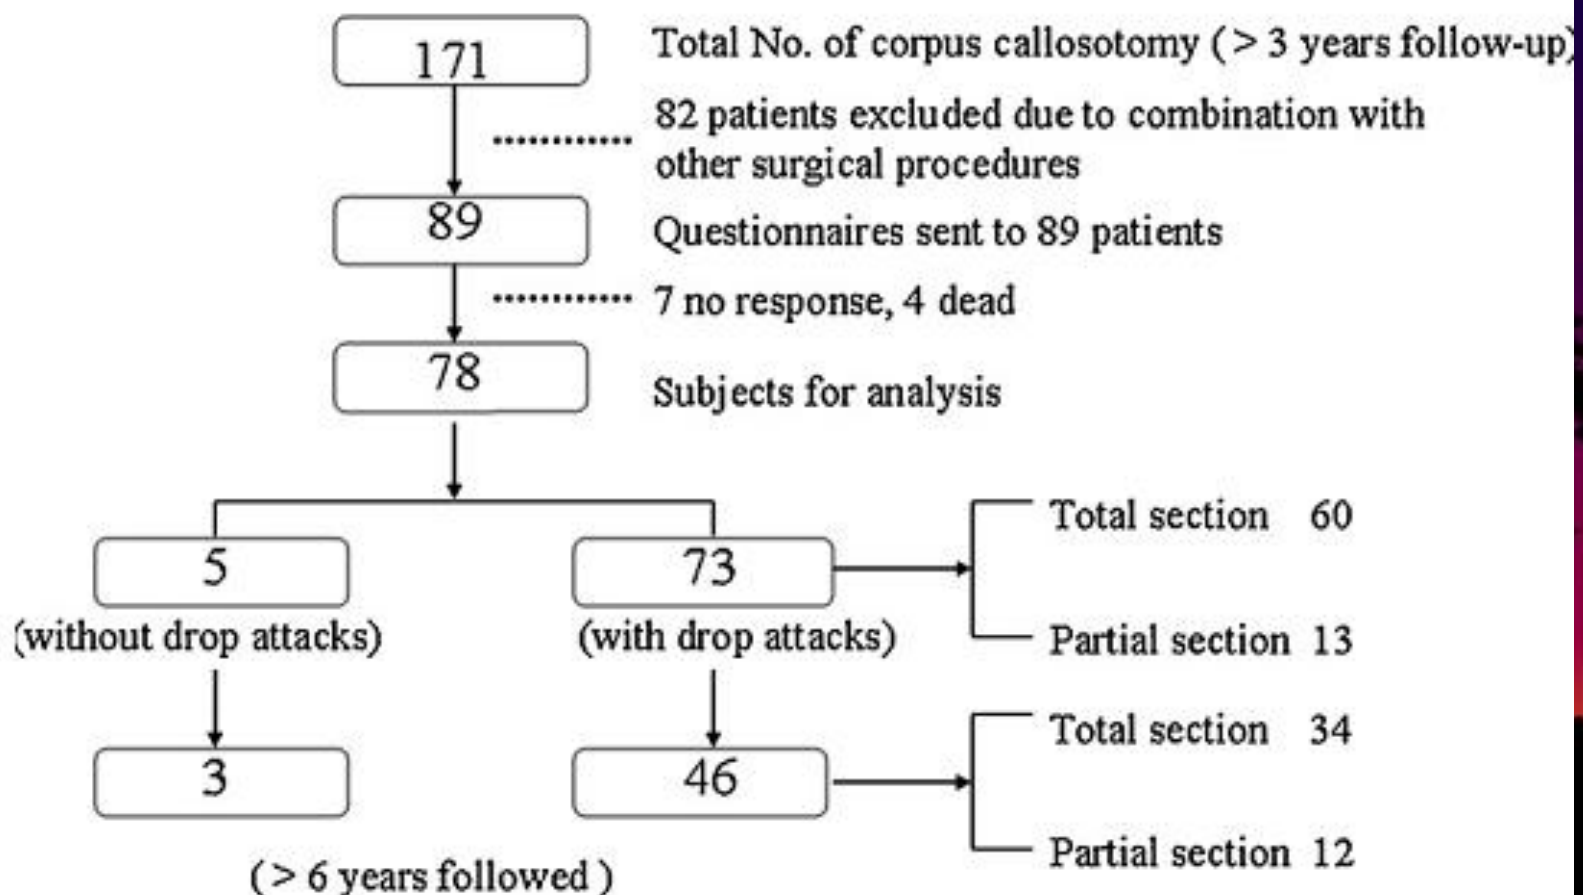 171
Total No. of corpus callosotomy ( > 3 years follow-up)
82 patients excluded due to combination with
other surgical procedures
89
Questionnaires sent to 89 patients
7 no response, 4 dead
78
Subjects for analysis
Total section 60
5
73
(without drop attacks)
(with drop attacks)
Partial section 13
Total section 34
3
46
Partial section 12
( > 6 years followed )